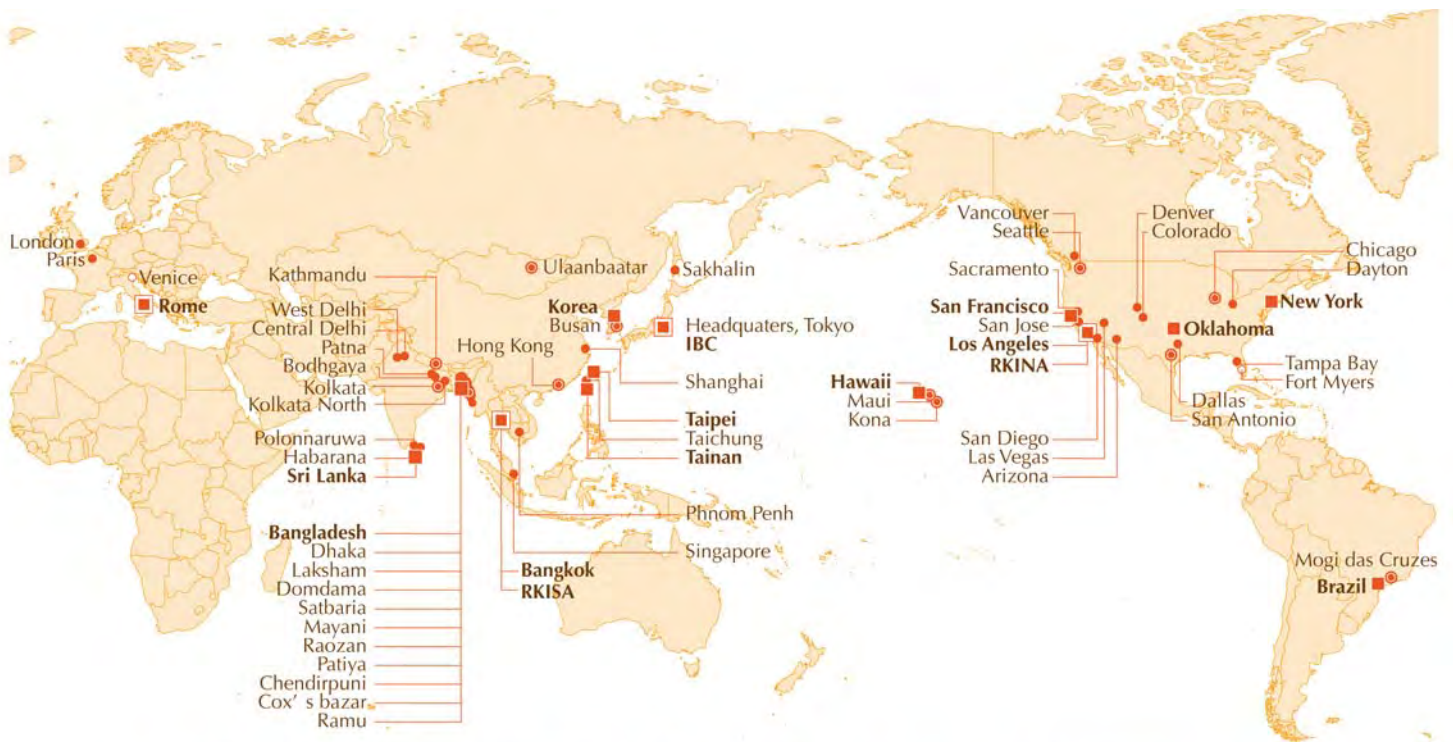 London
Paris
Venice
Rome
Kathmandu
West Delhi
Central Delhi
Patna
Bodhgaya
Kolkata
Kolkata North
Polonnaruwa
Habarana
Sri Lanka
Bangladesh
Dhaka
Laksham
Domdama
Satbaria
Mayani
Raozan
Patiya
Chendirpuni
Cox’ s bazar
Ramu
Ulaanbaatar
Sakhalin
Korea
Busan
Hong Kong
Headquaters, Tokyo
IBC
Shanghai
Taipei
Taichung
Tainan
Phnom Penh
Singapore
Bangkok
RKISA
Vancouver
Seattle
Sacramento
San Francisco
San Jose
Los Angeles
RKINA
Hawaii
Maui
Kona
San Diego
Las Vegas
Arizona
Denver
Colorado
Chicago
Dayton
New York
Oklahoma
Tampa Bay
Fort Myers
Dallas
San Antonio
Mogi das Cruzes
Brazil